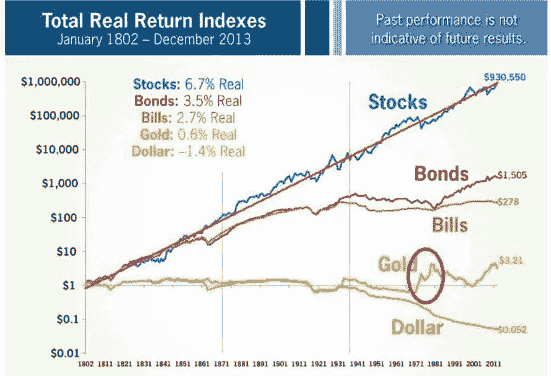 Total Real Return Indexes
January 1802 – December 2013
Past performance is not
indicative of future results.
$1,000,000
$100,000
$10,000
$1,000
$100
$10
$1
$0.1
$0.01
Stocks: 6.7% Real
Bonds: 3.5% Real
Bills: 2.7% Real
Gold: 0.6% Real
Dollar: –1.4% Real
$930,550
Stocks
Bonds
$1,505
$278
Bills
Gold
$3.21
Dollar
$0.052
1802 1811 1821 1831 1841 1851 1861 1871 1881 1891 1901 1911 1921 1931 1941 1951 1961 1971 1981 1991 2001 2011